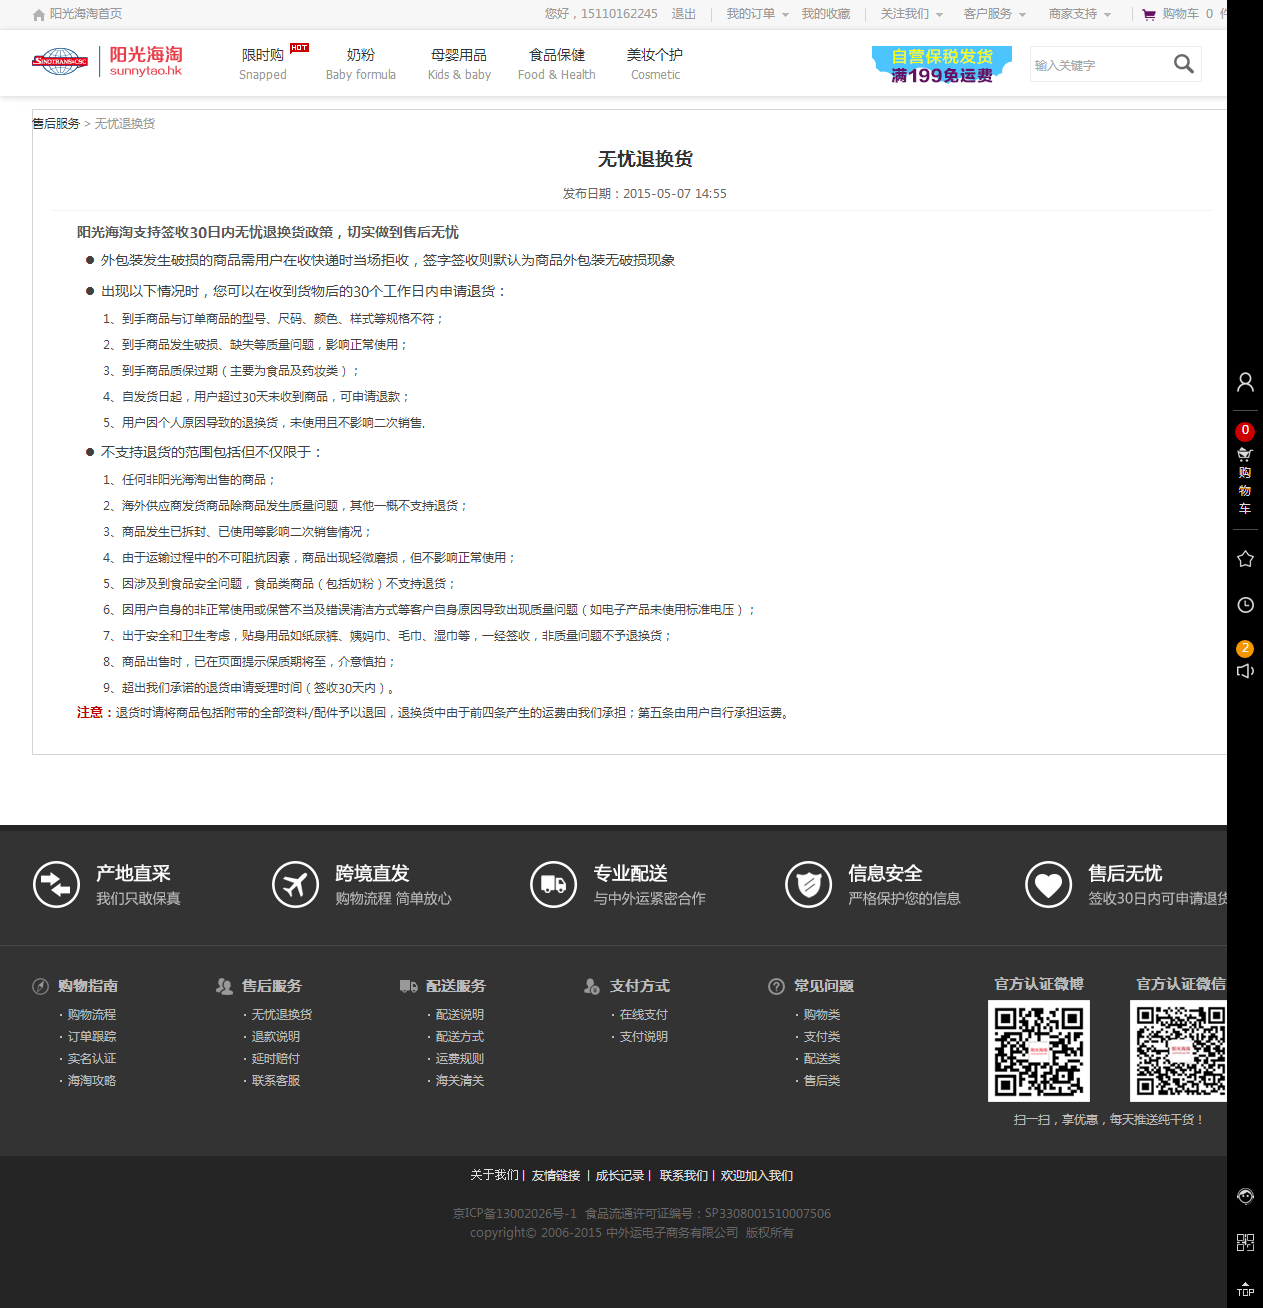 阳光海淘首页 您好，15110162245 退出 我的订单 我的收藏 关注我们 客户服务 商家支持 购物车 0
SINOTRANS&CSC 阳光海淘 sunnytao.hk
限时购 HOT 奶粉 母婴用品 食品保健 美妆个护
Snapped Baby formula Kids & baby Food & Health Cosmetic
自营保税发货
满199免运费
输入关键字
售后服务 > 无忧退换货
无忧退换货
发布日期：2015-05-07 14:55
阳光海淘支持签收30日内无忧退换货政策，切实做到售后无忧
● 外包装发生破损的商品需用户在收快递时当场拒收，签字签收则默认为商品外包装无破损现象
● 出现以下情况时，您可以在收到货物后的30个工作日内申请退货：
1、到手商品与订单商品的型号、尺码、颜色、样式等规格不符；
2、到手商品发生破损、缺失等质量问题，影响正常使用；
3、到手商品质保过期（主要为食品及药妆类）；
4、自发货日起，用户超过30天未收到商品，可申请退款；
5、用户因个人原因导致的退换货，未使用且不影响二次销售.
● 不支持退货的范围包括但不仅限于：
1、任何非阳光海淘出售的商品；
2、海外供应商发货商品除商品发生质量问题，其他一概不支持退货；
3、商品发生已拆封、已使用等影响二次销售情况；
4、由于运输过程中的不可阻抗因素，商品出现轻微磨损，但不影响正常使用；
5、因涉及到食品安全问题，食品类商品（包括奶粉）不支持退货；
6、因用户自身的非正常使用或保管不当及错误清洁方式等客户自身原因导致出现质量问题（如电子产品未使用标准电压）；
7、出于安全和卫生考虑，贴身用品如纸尿裤、姨妈巾、毛巾、湿巾等，一经签收，非质量问题不予退换货；
8、商品出售时，已在页面提示保质期将至，介意慎拍；
9、超出我们承诺的退货申请受理时间（签收30天内）。
注意：退货时请将商品包括附带的全部资料/配件予以退回，退换货中由于前四条产生的运费由我们承担；第五条由用户自行承担运费。
0
购
物
车
2
产地直采 跨境直发 专业配送 信息安全 售后无忧
我们只敢保真 购物流程 简单放心 与中外运紧密合作 严格保护您的信息 签收30日内可申请退货
购物指南 售后服务 配送服务 支付方式 常见问题 官方认证微博 官方认证微信
· 购物流程 · 无忧退换货 · 配送说明 · 在线支付 · 购物类
· 订单跟踪 · 退款说明 · 配送方式 · 支付说明 · 支付类
· 实名认证 · 延时赔付 · 运费规则 · 配送类
· 海淘攻略 · 联系客服 · 海关清关 · 售后类
扫一扫，享优惠，每天推送纯干货！
关于我们 | 友情链接 | 成长记录 | 联系我们 | 欢迎加入我们
京ICP备13002026号-1 食品流通许可证编号：SP3308001510007506
copyright© 2006-2015 中外运电子商务有限公司 版权所有
TOP